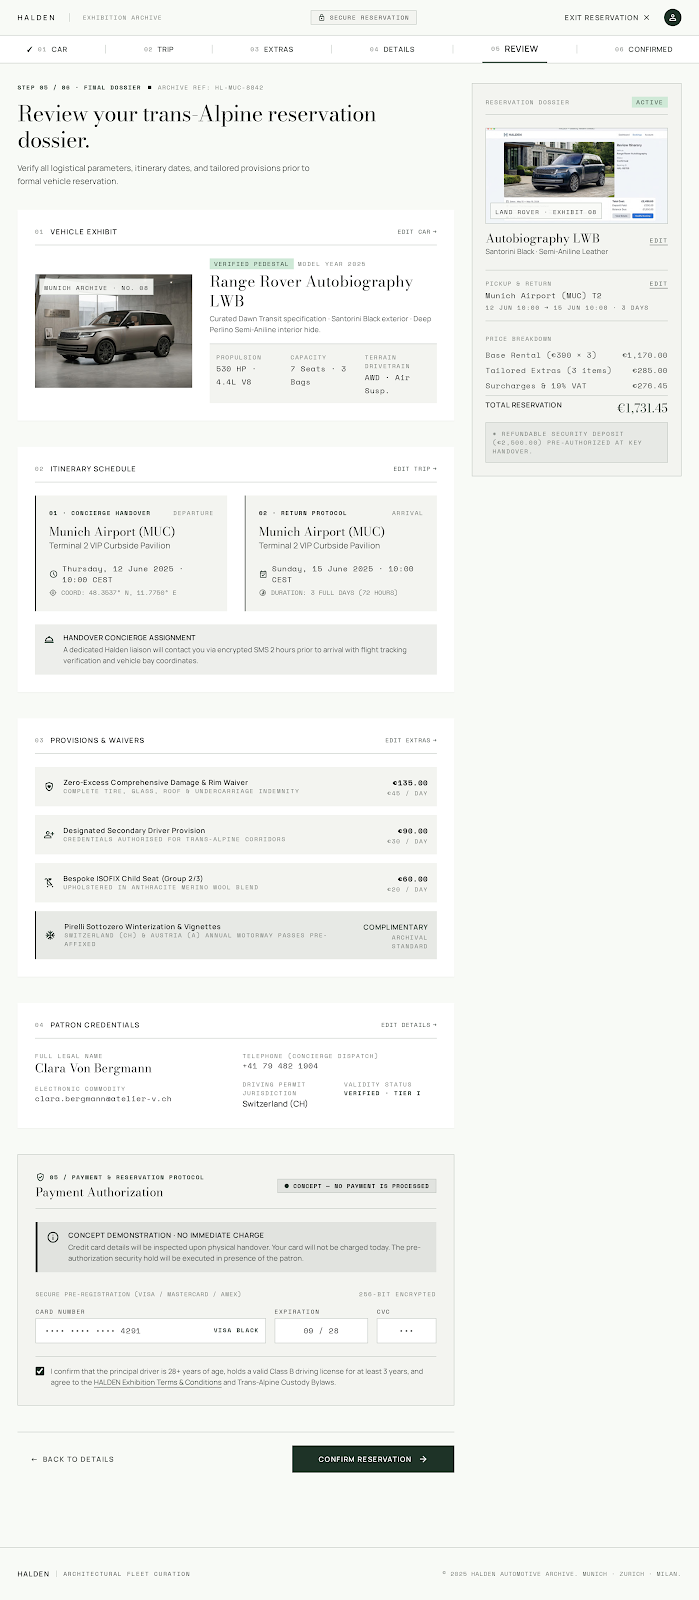 HALDEN | EXHIBITION ARCHIVE
SECURE RESERVATION
EXIT RESERVATION ×
✓ 01 CAR
02 TRIP
03 EXTRAS
04 DETAILS
05 REVIEW
06 CONFIRMED
STEP 05 / 06 · FINAL DOSSIER ■ ARCHIVE REF: HL-MUC-8842
Review your trans-Alpine reservation
dossier.
Verify all logistical parameters, itinerary dates, and tailored provisions prior to
formal vehicle reservation.
01 VEHICLE EXHIBIT
EDIT CAR →
MUNICH ARCHIVE · NO. 08
VERIFIED PEDESTAL MODEL YEAR 2025
Range Rover Autobiography
LWB
Curated Dawn Transit specification · Santorini Black exterior · Deep
Perlino Semi-Aniline interior hide.
PROPULSION
530 HP ·
4.4L V8
CAPACITY
7 Seats · 3
Bags
TERRAIN
DRIVETRAIN
AWD · Air
Susp.
02 ITINERARY SCHEDULE
EDIT TRIP →
01 · CONCIERGE HANDOVER
DEPARTURE
Munich Airport (MUC)
Terminal 2 VIP Curbside Pavilion
Thursday, 12 June 2025 ·
10:00 CEST
COORD: 48.3537° N, 11.7750° E
02 · RETURN PROTOCOL
ARRIVAL
Munich Airport (MUC)
Terminal 2 VIP Curbside Pavilion
Sunday, 15 June 2025 · 10:00
CEST
DURATION: 3 FULL DAYS (72 HOURS)
HANDOVER CONCIERGE ASSIGNMENT
A dedicated Halden liaison will contact you via encrypted SMS 2 hours prior to arrival with flight tracking
verification and vehicle bay coordinates.
03 PROVISIONS & WAIVERS
EDIT EXTRAS →
Zero-Excess Comprehensive Damage & Rim Waiver
COMPLETE TIRE, GLASS, ROOF & UNDERCARRIAGE INDEMNITY
€135.00
€45 / DAY
Designated Secondary Driver Provision
CREDENTIALS AUTHORISED FOR TRANS-ALPINE CORRIDORS
€90.00
€30 / DAY
Bespoke ISOFIX Child Seat (Group 2/3)
UPHOLSTERED IN ANTHRACITE MERINO WOOL BLEND
€60.00
€20 / DAY
Pirelli Sottozero Winterization & Vignettes
SWITZERLAND (CH) & AUSTRIA (A) ANNUAL MOTORWAY PASSES PRE-
AFFIXED
COMPLIMENTARY
ARCHIVAL
STANDARD
04 PATRON CREDENTIALS
EDIT DETAILS →
FULL LEGAL NAME
Clara Von Bergmann
ELECTRONIC COMMODITY
clara.bergmann@atelier-v.ch
TELEPHONE (CONCIERGE DISPATCH)
+41 79 482 1904
DRIVING PERMIT
JURISDICTION
Switzerland (CH)
VALIDITY STATUS
VERIFIED · TIER I
05 / PAYMENT & RESERVATION PROTOCOL
Payment Authorization
● CONCEPT — NO PAYMENT IS PROCESSED
CONCEPT DEMONSTRATION · NO IMMEDIATE CHARGE
Credit card details will be inspected upon physical handover. Your card will not be charged today. The pre-
authorization security hold will be executed in presence of the patron.
SECURE PRE-REGISTRATION (VISA / MASTERCARD / AMEX)
256-BIT ENCRYPTED
CARD NUMBER
•••• •••• •••• 4291
VISA BLACK
EXPIRATION
09 / 28
CVC
•••
I confirm that the principal driver is 28+ years of age, holds a valid Class B driving license for at least 3 years, and
agree to the HALDEN Exhibition Terms & Conditions and Trans-Alpine Custody Bylaws.
← BACK TO DETAILS
CONFIRM RESERVATION →
RESERVATION DOSSIER
ACTIVE
HALDEN
Review Itinerary
LAND ROVER · EXHIBIT 08
Autobiography LWB
EDIT
Santorini Black · Semi-Aniline Leather
PICKUP & RETURN
EDIT
Munich Airport (MUC) T2
12 JUN 10:00 → 15 JUN 10:00 · 3 DAYS
PRICE BREAKDOWN
Base Rental (€390 × 3) €1,170.00
Tailored Extras (3 items) €285.00
Surcharges & 19% VAT €276.45
TOTAL RESERVATION €1,731.45
* REFUNDABLE SECURITY DEPOSIT
(€2,500.00) PRE-AUTHORIZED AT KEY
HANDOVER.
HALDEN | ARCHITECTURAL FLEET CURATION
© 2025 HALDEN AUTOMOTIVE ARCHIVE. MUNICH · ZURICH · MILAN.